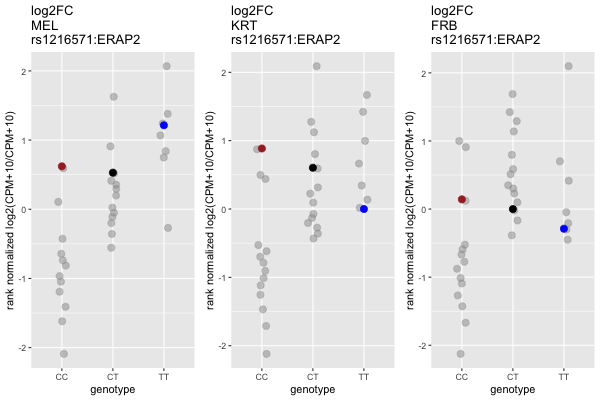 log2FC
MEL
rs1216571:ERAP2
rank normalized log2(CPM+10/CPM+10)
2
1
0
-1
-2
CC
CT
TT
genotype
log2FC
KRT
rs1216571:ERAP2
rank normalized log2(CPM+10/CPM+10)
2
1
0
-1
-2
CC
CT
TT
genotype
log2FC
FRB
rs1216571:ERAP2
rank normalized log2(CPM+10/CPM+10)
2
1
0
-1
-2
CC
CT
TT
genotype